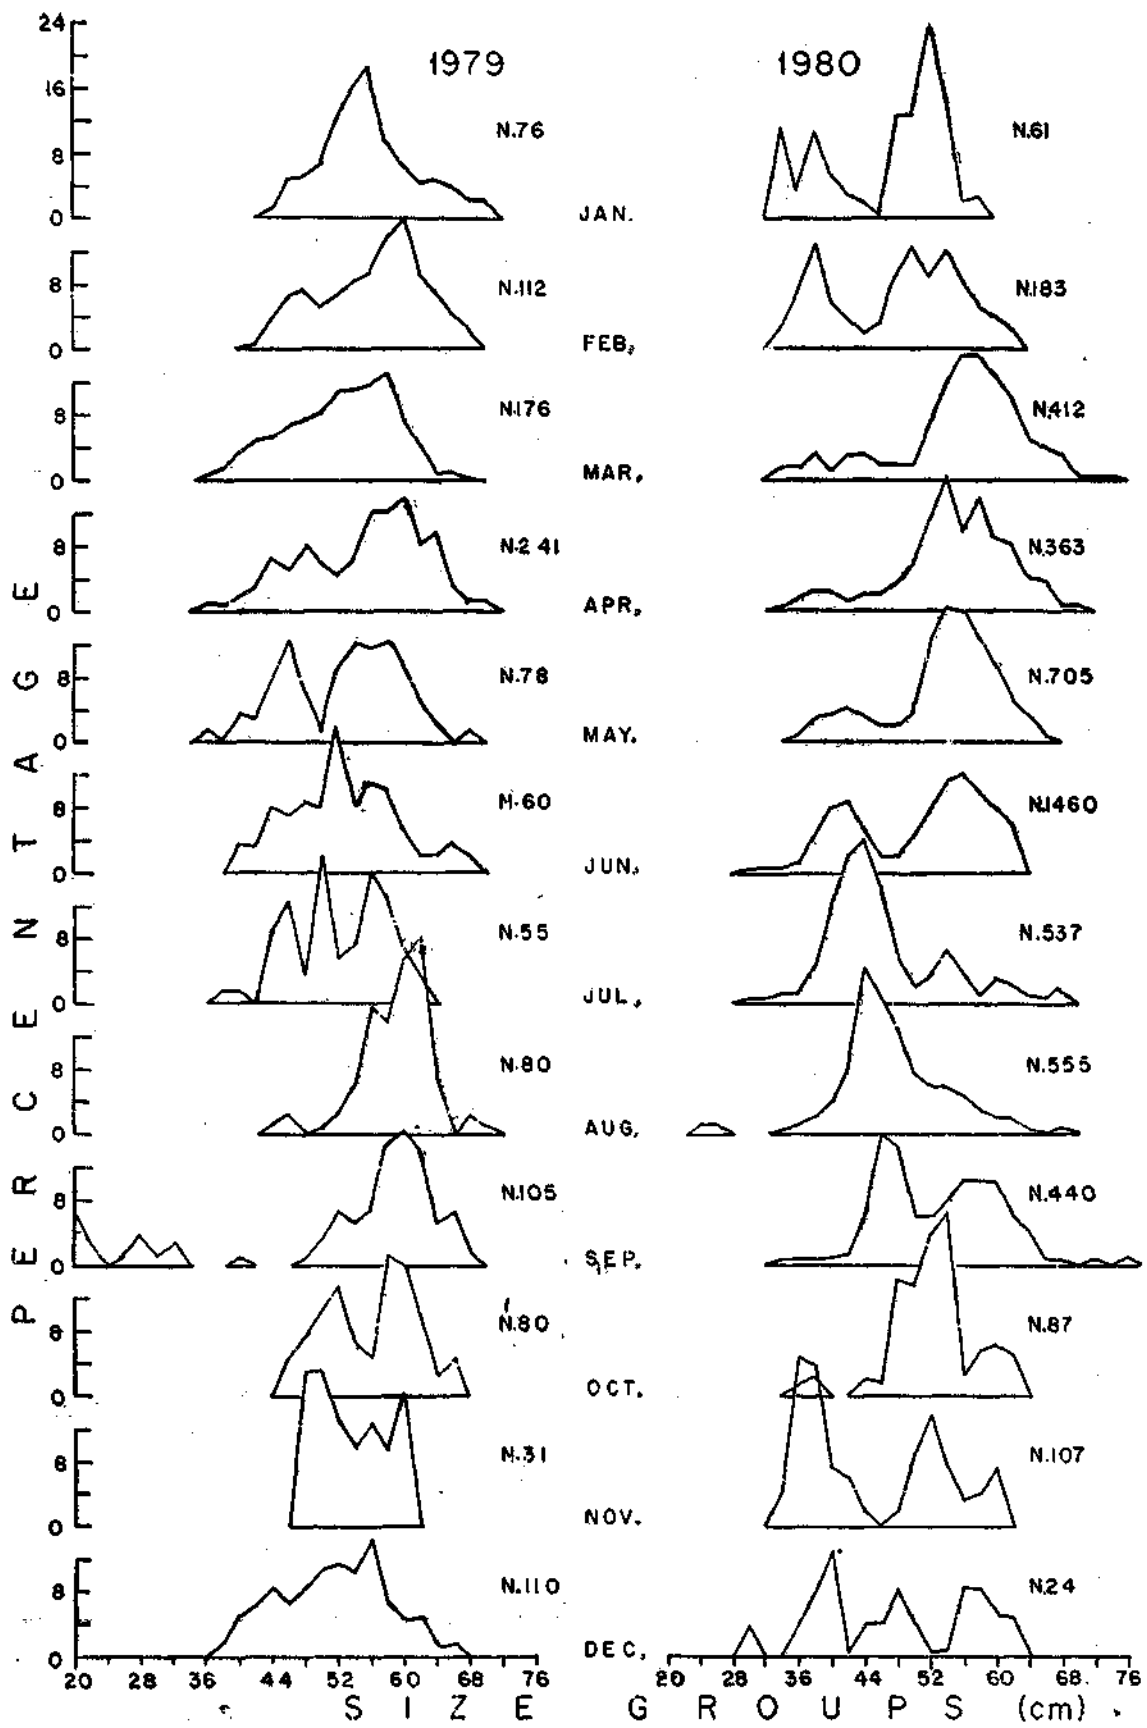 24
1979 1980
16
N.76 N.61
8
0 JAN.
8 N.112 N.183
0 FEB.
8 N.176 N.412
0 MAR.
8 N.241 N.363
0 APR.
8 N.78 N.705
0 MAY.
8 N.60 N.1460
0 JUN.
8 N.55 N.537
0 JUL.
8 N.80 N.555
0 AUG.
8 N.105 N.440
0 SEP.
8 N.80 N.87
0 OCT.
8 N.31 N.107
0 NOV.
8 N.110 N.24
0 DEC.
20 28 36 44 52 60 68 76 20 28 36 44 52 60 68 76
SIZE GROUPS (cm)
PERCENTAGE